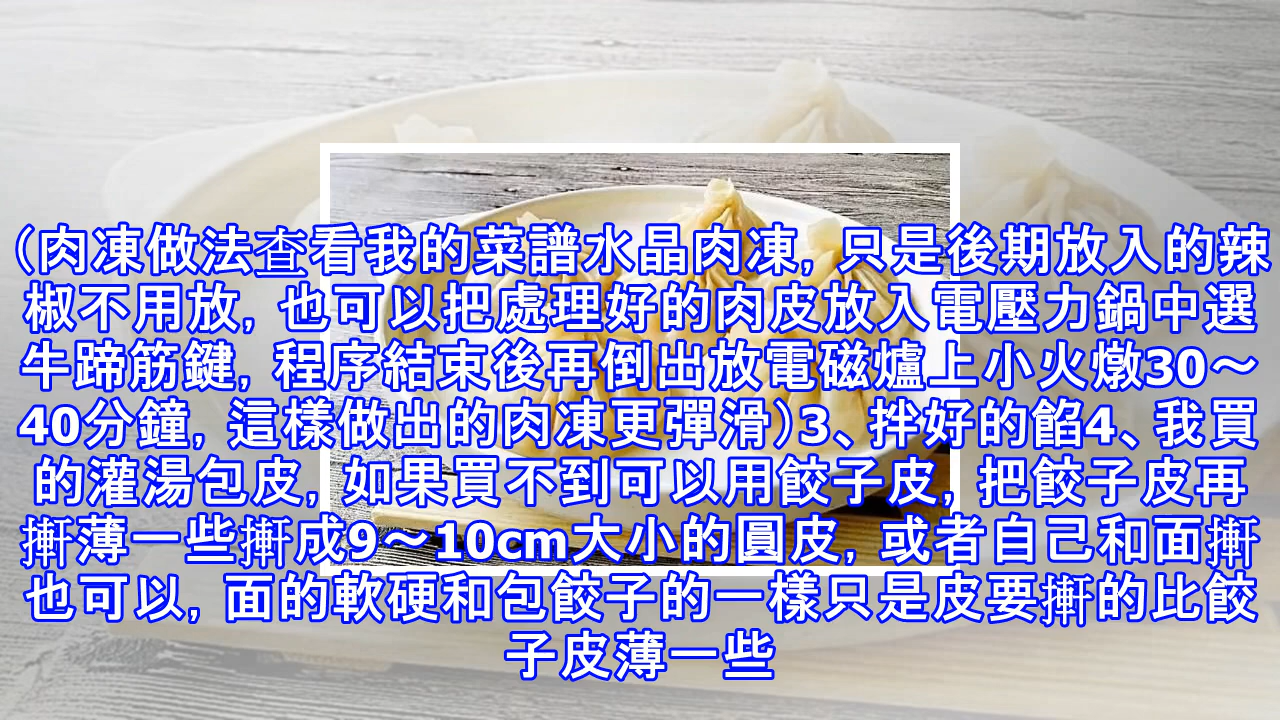 (肉凍做法查看我的菜譜水晶肉凍, 只是後期放入的辣
椒不用放, 也可以把處理好的肉皮放入電壓力鍋中選
牛蹄筋鍵, 程序結束後再倒出放電磁爐上小火燉30～
40分鐘, 這樣做出的肉凍更彈滑)3、拌好的餡4、我買
的灌湯包皮, 如果買不到可以用餃子皮, 把餃子皮再
擀薄一些擀成9～10cm大小的圓皮, 或者自己和面擀
也可以, 面的軟硬和包餃子的一樣只是皮要擀的比餃
子皮薄一些